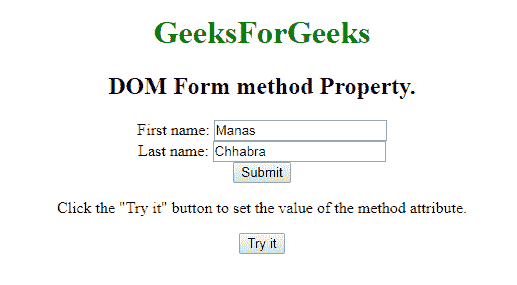 GeeksForGeeks
DOM Form method Property.
First name: Manas
Last name: Chhabra
Submit
Click the "Try it" button to set the value of the method attribute.
Try it